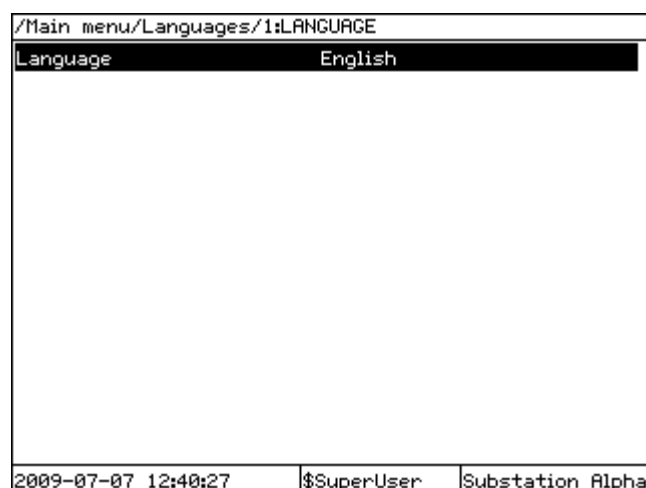 /Main menu/Languages/1:LANGUAGE
Language English
2009-07-07 12:40:27 $SuperUser Substation Alpha